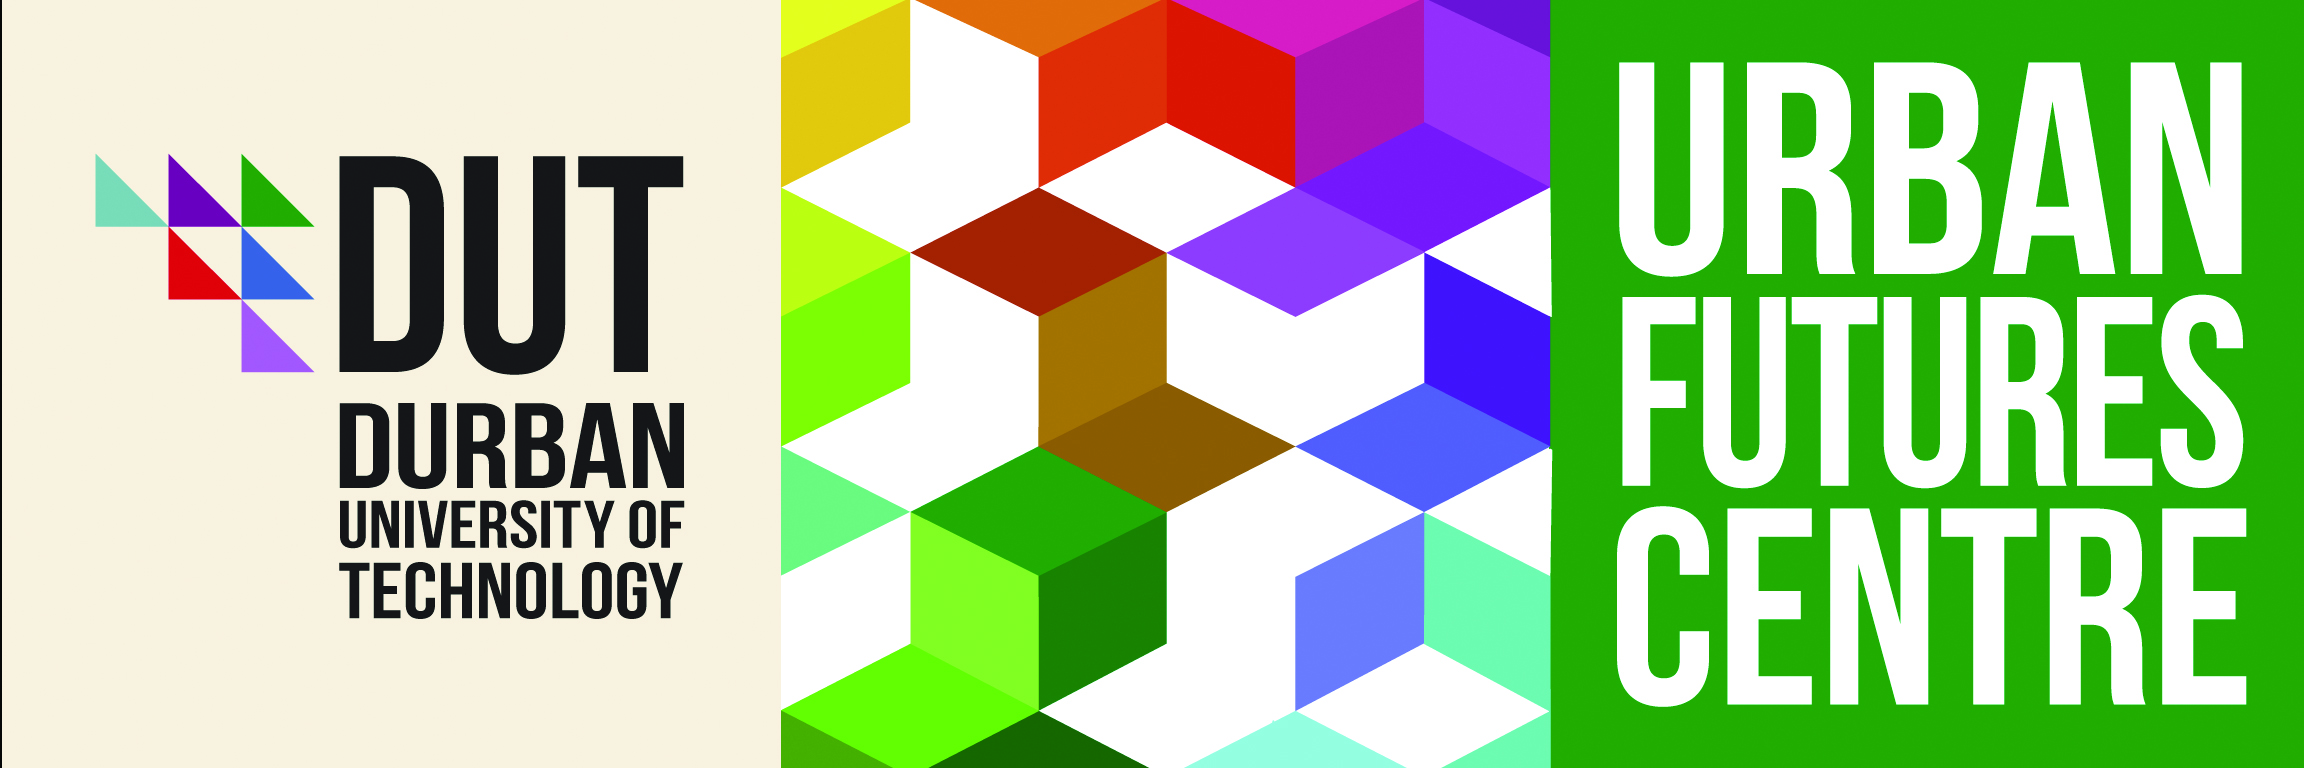 DUT
DURBAN
UNIVERSITY OF
TECHNOLOGY
URBAN
FUTURES
CENTRE